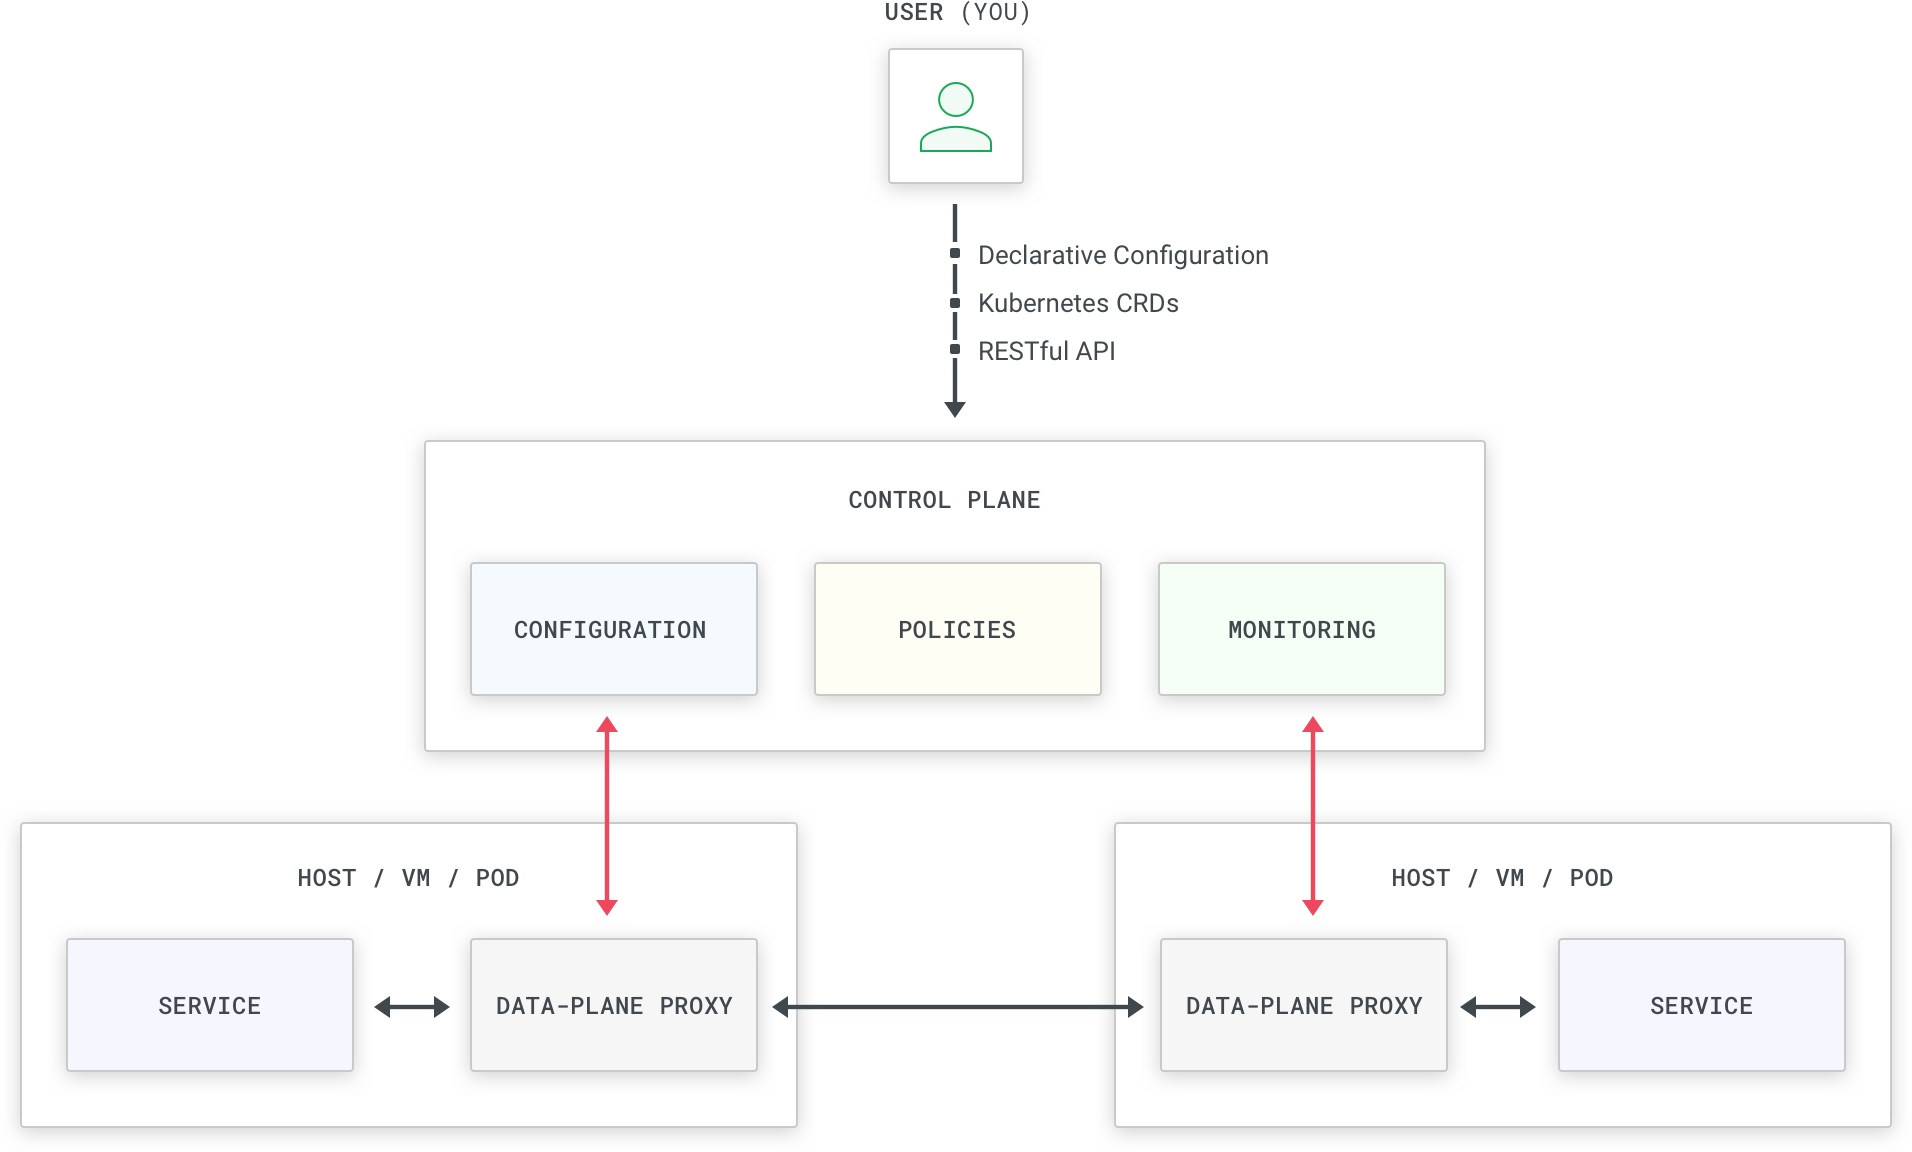 USER (YOU)
Declarative Configuration
Kubernetes CRDs
RESTful API
CONTROL PLANE
CONFIGURATION
POLICIES
MONITORING
HOST / VM / POD
SERVICE
DATA-PLANE PROXY
HOST / VM / POD
DATA-PLANE PROXY
SERVICE